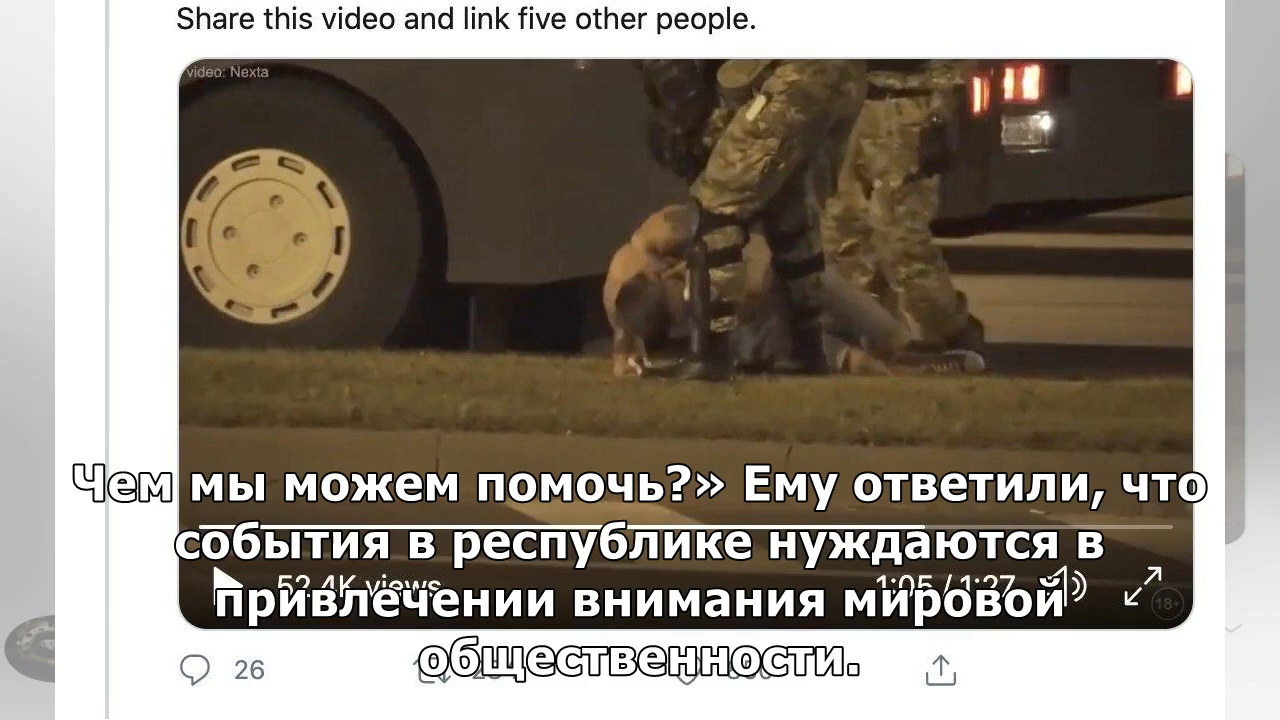 Share this video and link five other people.
video: Nexta
Чем мы можем помочь?» Ему ответили, что
события в республике нуждаются в
52.4K views
1:05 / 1:27
привлечении внимания мировой
18+
общественности.
26